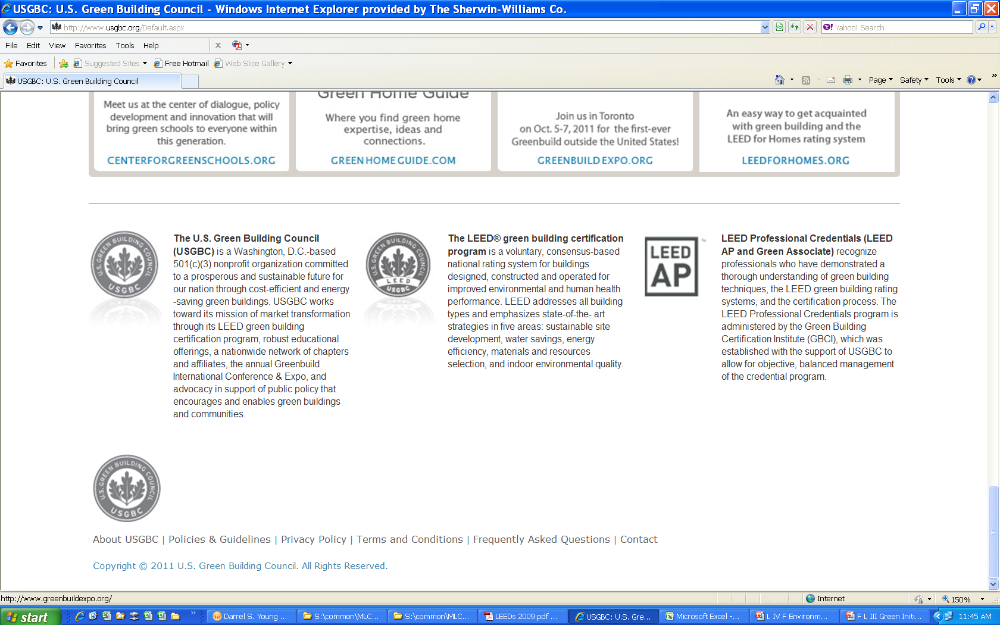 USGBC: U.S. Green Building Council - Windows Internet Explorer provided by The Sherwin-Williams Co.
http://www.usgbc.org/Default.aspx
Yahoo! Search
File Edit View Favorites Tools Help
Favorites Suggested Sites Free Hotmail Web Slice Gallery
USGBC: U.S. Green Building Council
Page Safety Tools
Meet us at the center of dialogue, policy
development and innovation that will
bring green schools to everyone within
this generation.
CENTERFORGREENSCHOOLS.ORG
Green Home Guide
Where you find green home
expertise, ideas and
connections.
GREENHOMEGUIDE.COM
Join us in Toronto
on Oct. 5-7, 2011 for the first-ever
Greenbuild outside the United States!
GREENBUILDEXPO.ORG
An easy way to get acquainted
with green building and the
LEED for Homes rating system
LEEDFORHOMES.ORG
U.S. GREEN BUILDING COUNCIL
USGBC
The U.S. Green Building Council
(USGBC) is a Washington, D.C.-based
501(c)(3) nonprofit organization committed
to a prosperous and sustainable future for
our nation through cost-efficient and energy
-saving green buildings. USGBC works
toward its mission of market transformation
through its LEED green building
certification program, robust educational
offerings, a nationwide network of chapters
and affiliates, the annual Greenbuild
International Conference & Expo, and
advocacy in support of public policy that
encourages and enables green buildings
and communities.
U.S. GREEN BUILDING COUNCIL
LEED
USGBC
The LEED® green building certification
program is a voluntary, consensus-based
national rating system for buildings
designed, constructed and operated for
improved environmental and human health
performance. LEED addresses all building
types and emphasizes state-of-the- art
strategies in five areas: sustainable site
development, water savings, energy
efficiency, materials and resources
selection, and indoor environmental quality.
LEED
AP
LEED Professional Credentials (LEED
AP and Green Associate) recognize
professionals who have demonstrated a
thorough understanding of green building
techniques, the LEED green building rating
systems, and the certification process. The
LEED Professional Credentials program is
administered by the Green Building
Certification Institute (GBCI), which was
established with the support of USGBC to
allow for objective, balanced management
of the credential program.
U.S. GREEN BUILDING COUNCIL
USGBC
About USGBC | Policies & Guidelines | Privacy Policy | Terms and Conditions | Frequently Asked Questions | Contact
Copyright © 2011 U.S. Green Building Council. All Rights Reserved.
http://www.greenbuildexpo.org/ Internet 150%
start Darrel S. Young ... S:\common\MLC... S:\common\MLC... LEEDs 2009.pdf ... USGBC: U.S. Gre... Microsoft Excel -... L IV F Environm... F L III Green Initi... 11:45 AM